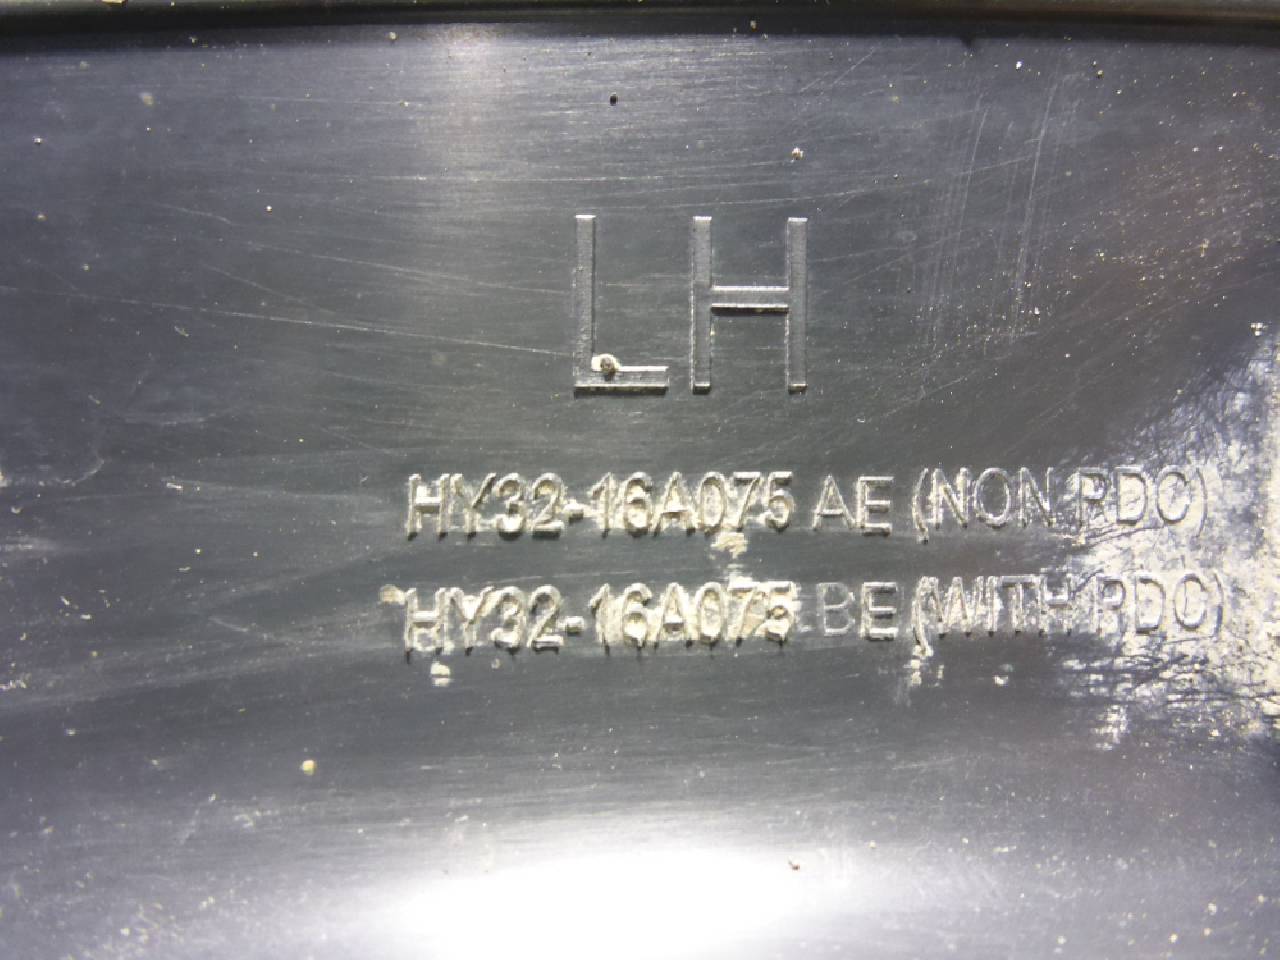 LH
HY32-16A075 AE (NON PDC)
HY32-16A075 BE (WITH PDC)